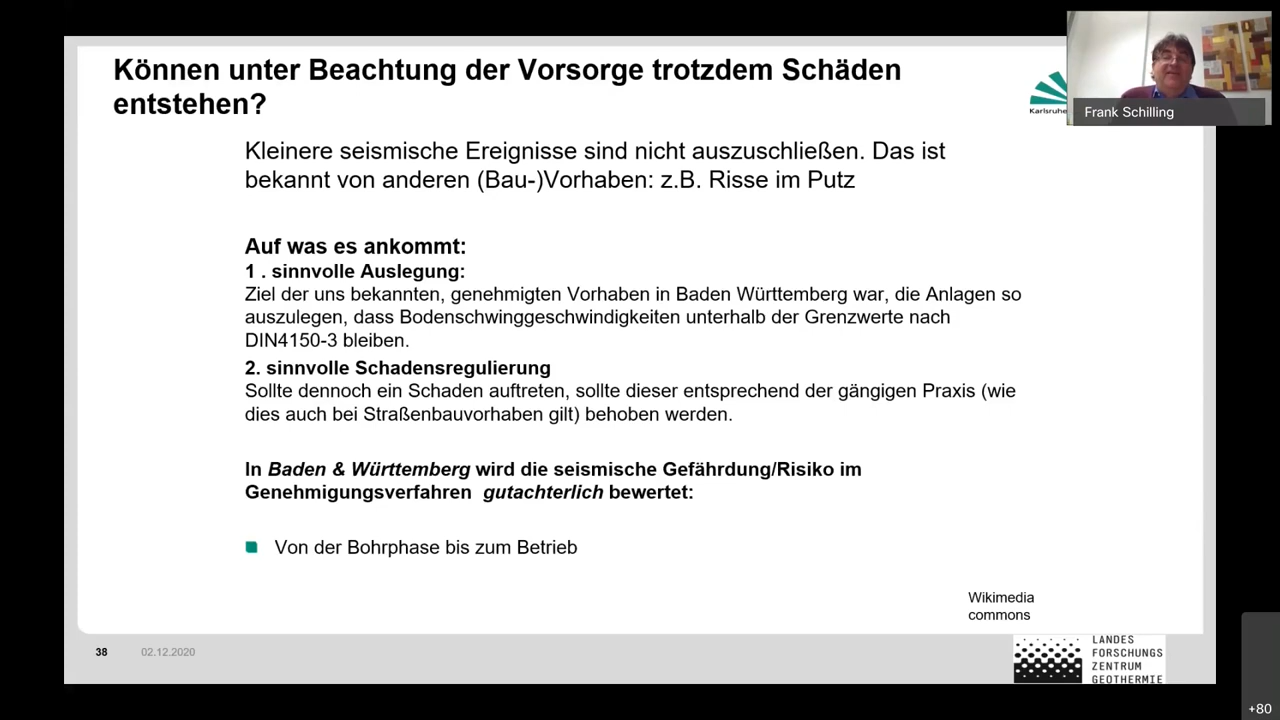 Können unter Beachtung der Vorsorge trotzdem Schäden
entstehen?
Karlsruhe
Frank Schilling
Kleinere seismische Ereignisse sind nicht auszuschließen. Das ist
bekannt von anderen (Bau-)Vorhaben: z.B. Risse im Putz
Auf was es ankommt:
1 . sinnvolle Auslegung:
Ziel der uns bekannten, genehmigten Vorhaben in Baden Württemberg war, die Anlagen so
auszulegen, dass Bodenschwinggeschwindigkeiten unterhalb der Grenzwerte nach
DIN4150-3 bleiben.
2. sinnvolle Schadensregulierung
Sollte dennoch ein Schaden auftreten, sollte dieser entsprechend der gängigen Praxis (wie
dies auch bei Straßenbauvorhaben gilt) behoben werden.
In Baden & Württemberg wird die seismische Gefährdung/Risiko im
Genehmigungsverfahren gutachterlich bewertet:
Von der Bohrphase bis zum Betrieb
Wikimedia
commons
38
02.12.2020
LANDES
FORSCHUNGS
ZENTRUM
GEOTHERMIE
+80